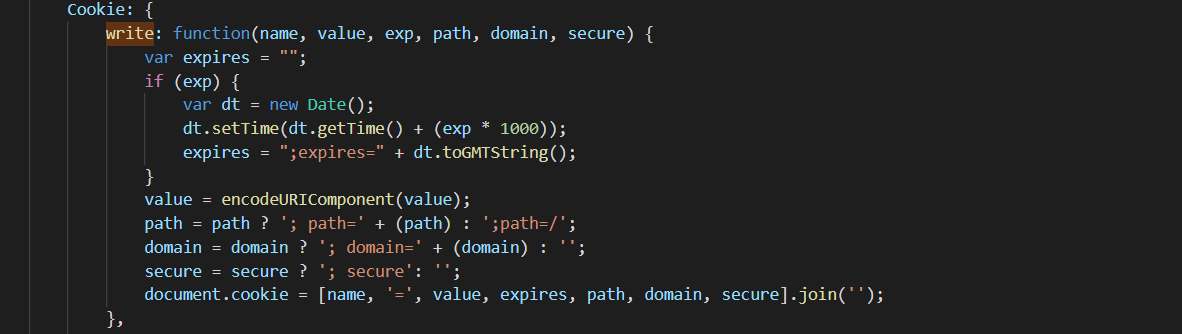 Cookie: {
write: function(name, value, exp, path, domain, secure) {
var expires = "";
if (exp) {
var dt = new Date();
dt.setTime(dt.getTime() + (exp * 1000));
expires = ";expires=" + dt.toGMTString();
}
value = encodeURIComponent(value);
path = path ? '; path=' + (path) : ';path=/';
domain = domain ? '; domain=' + (domain) : '';
secure = secure ? '; secure': '';
document.cookie = [name, '=', value, expires, path, domain, secure].join('');
},